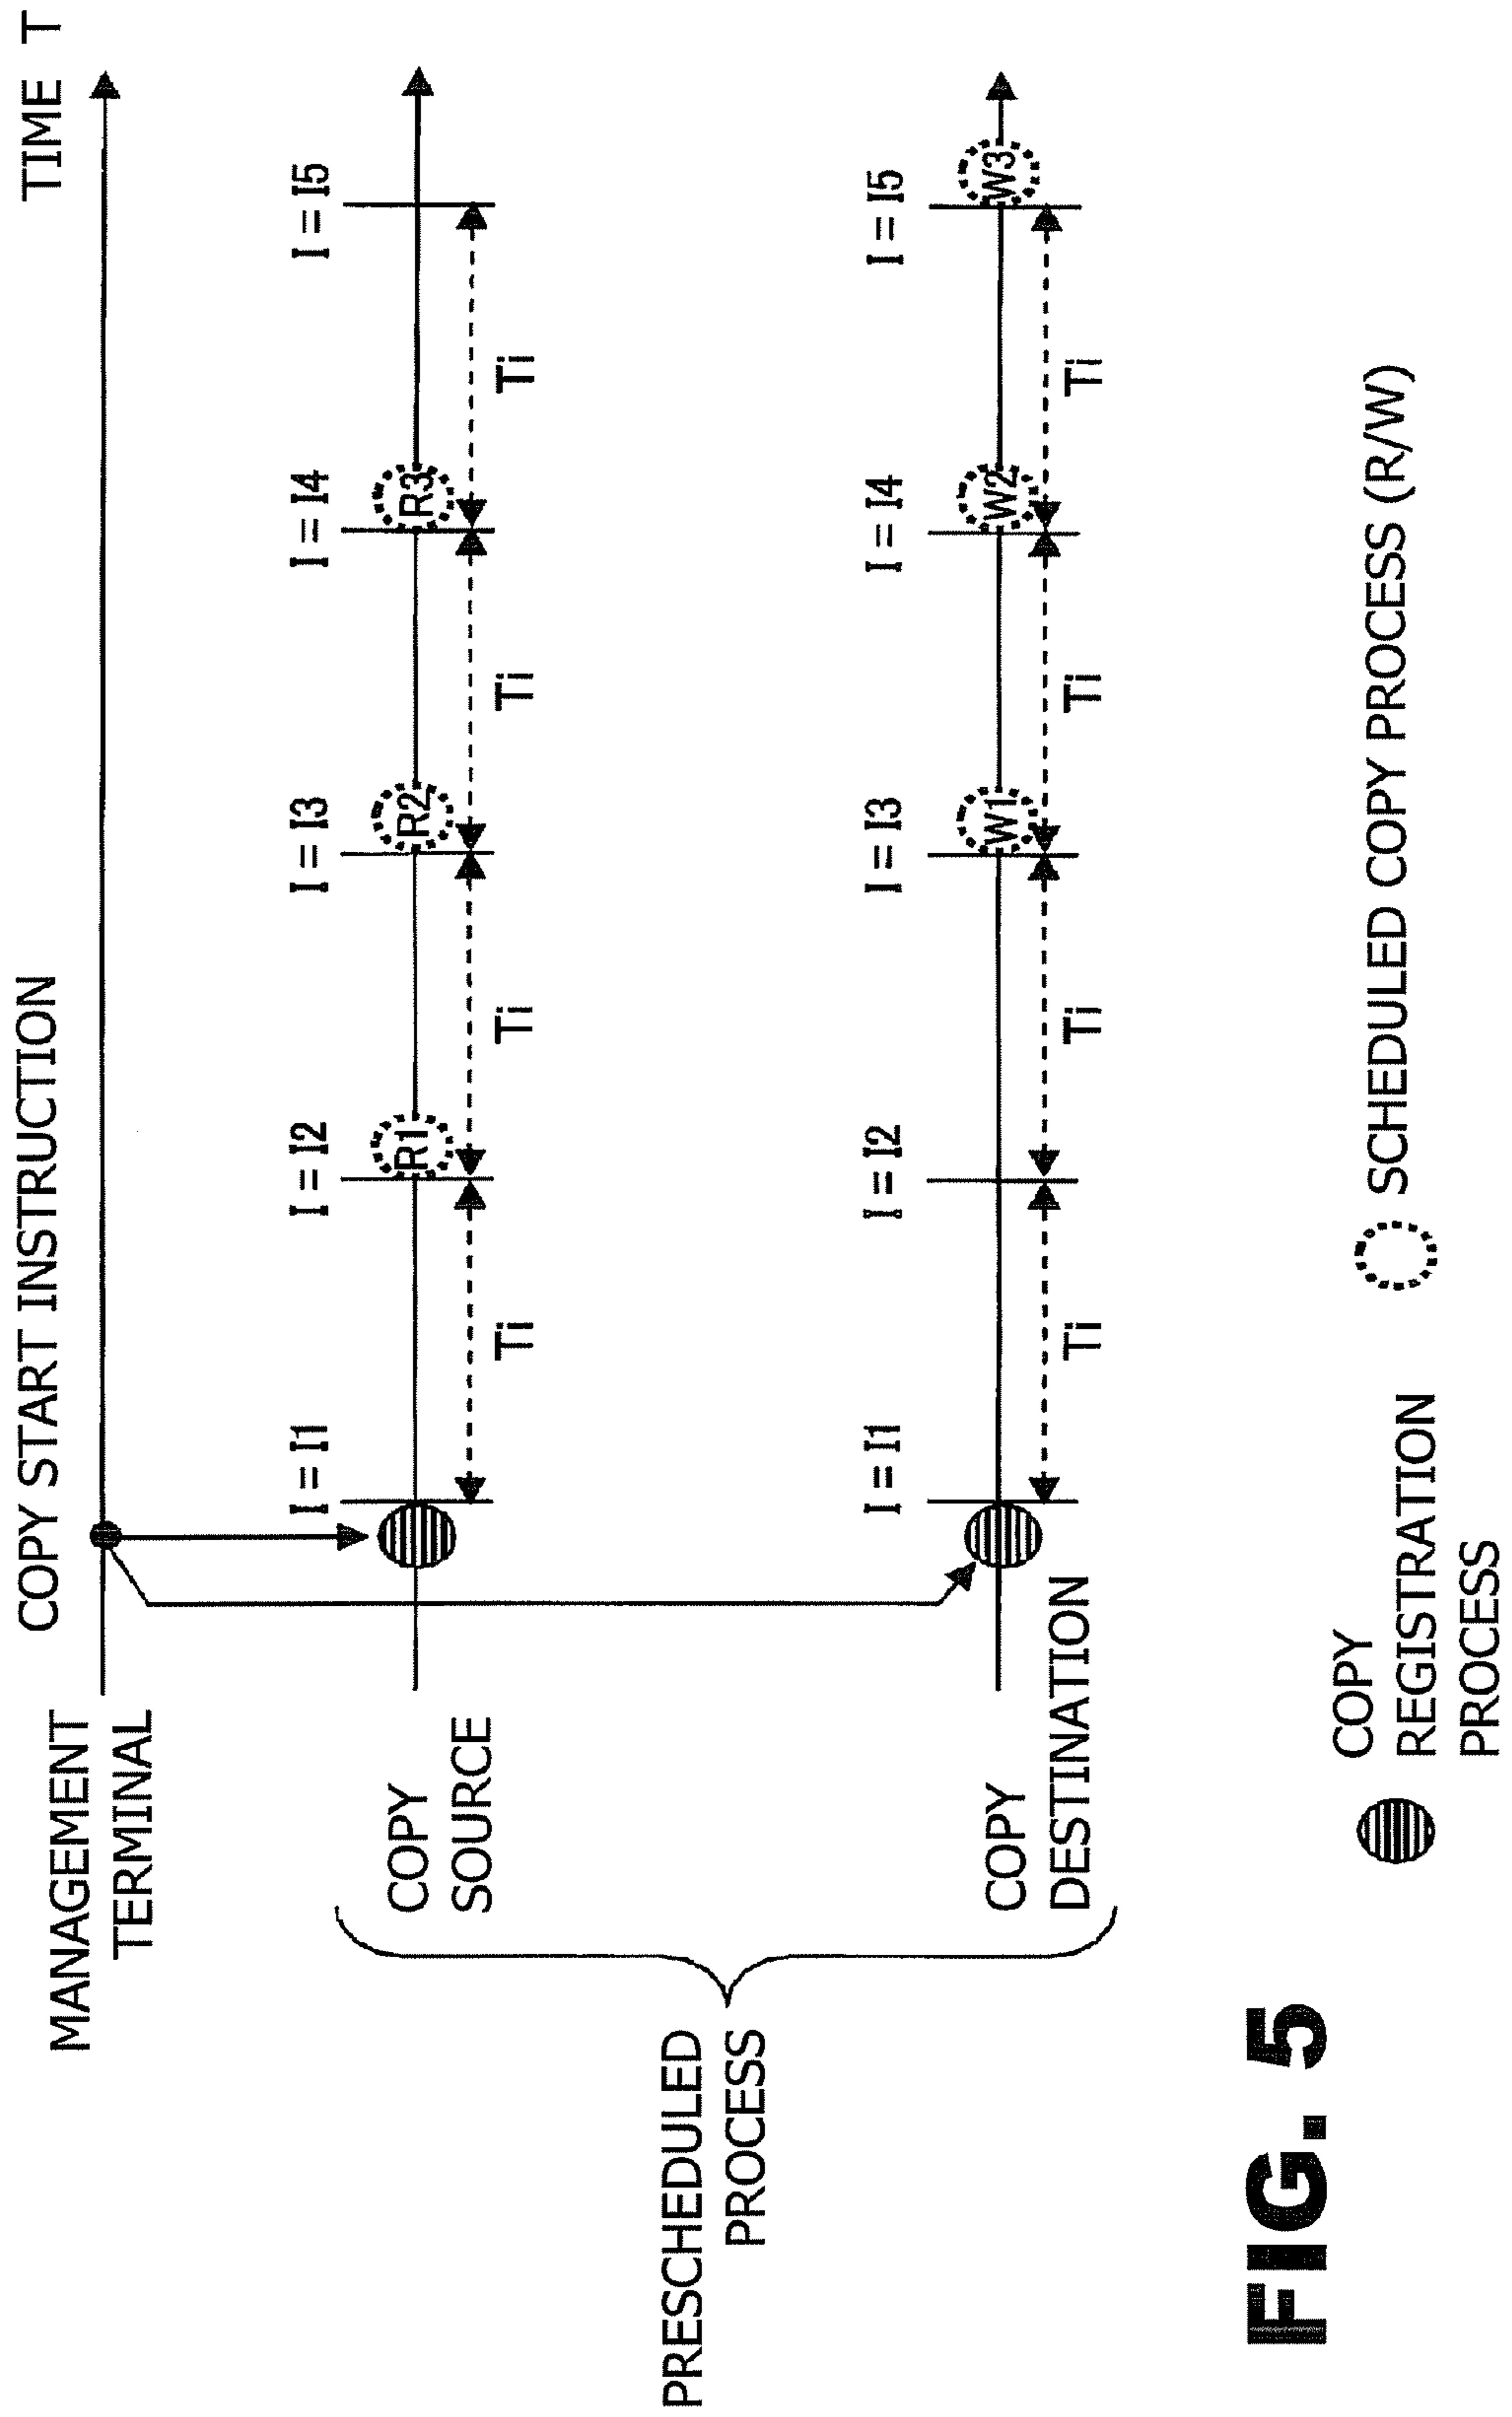 COPY START INSTRUCTION
TIME T
MANAGEMENT
TERMINAL
I = I1
I = I2
I = I3
I = I4
I = I5
COPY
SOURCE
R1
R2
R3
Ti
Ti
Ti
Ti
PRESCHEDULED
PROCESS
I = I1
I = I2
I = I3
I = I4
I = I5
COPY
DESTINATION
W1
W2
W3
Ti
Ti
Ti
Ti
COPY
REGISTRATION
PROCESS
SCHEDULED COPY PROCESS (R/W)
FIG. 5